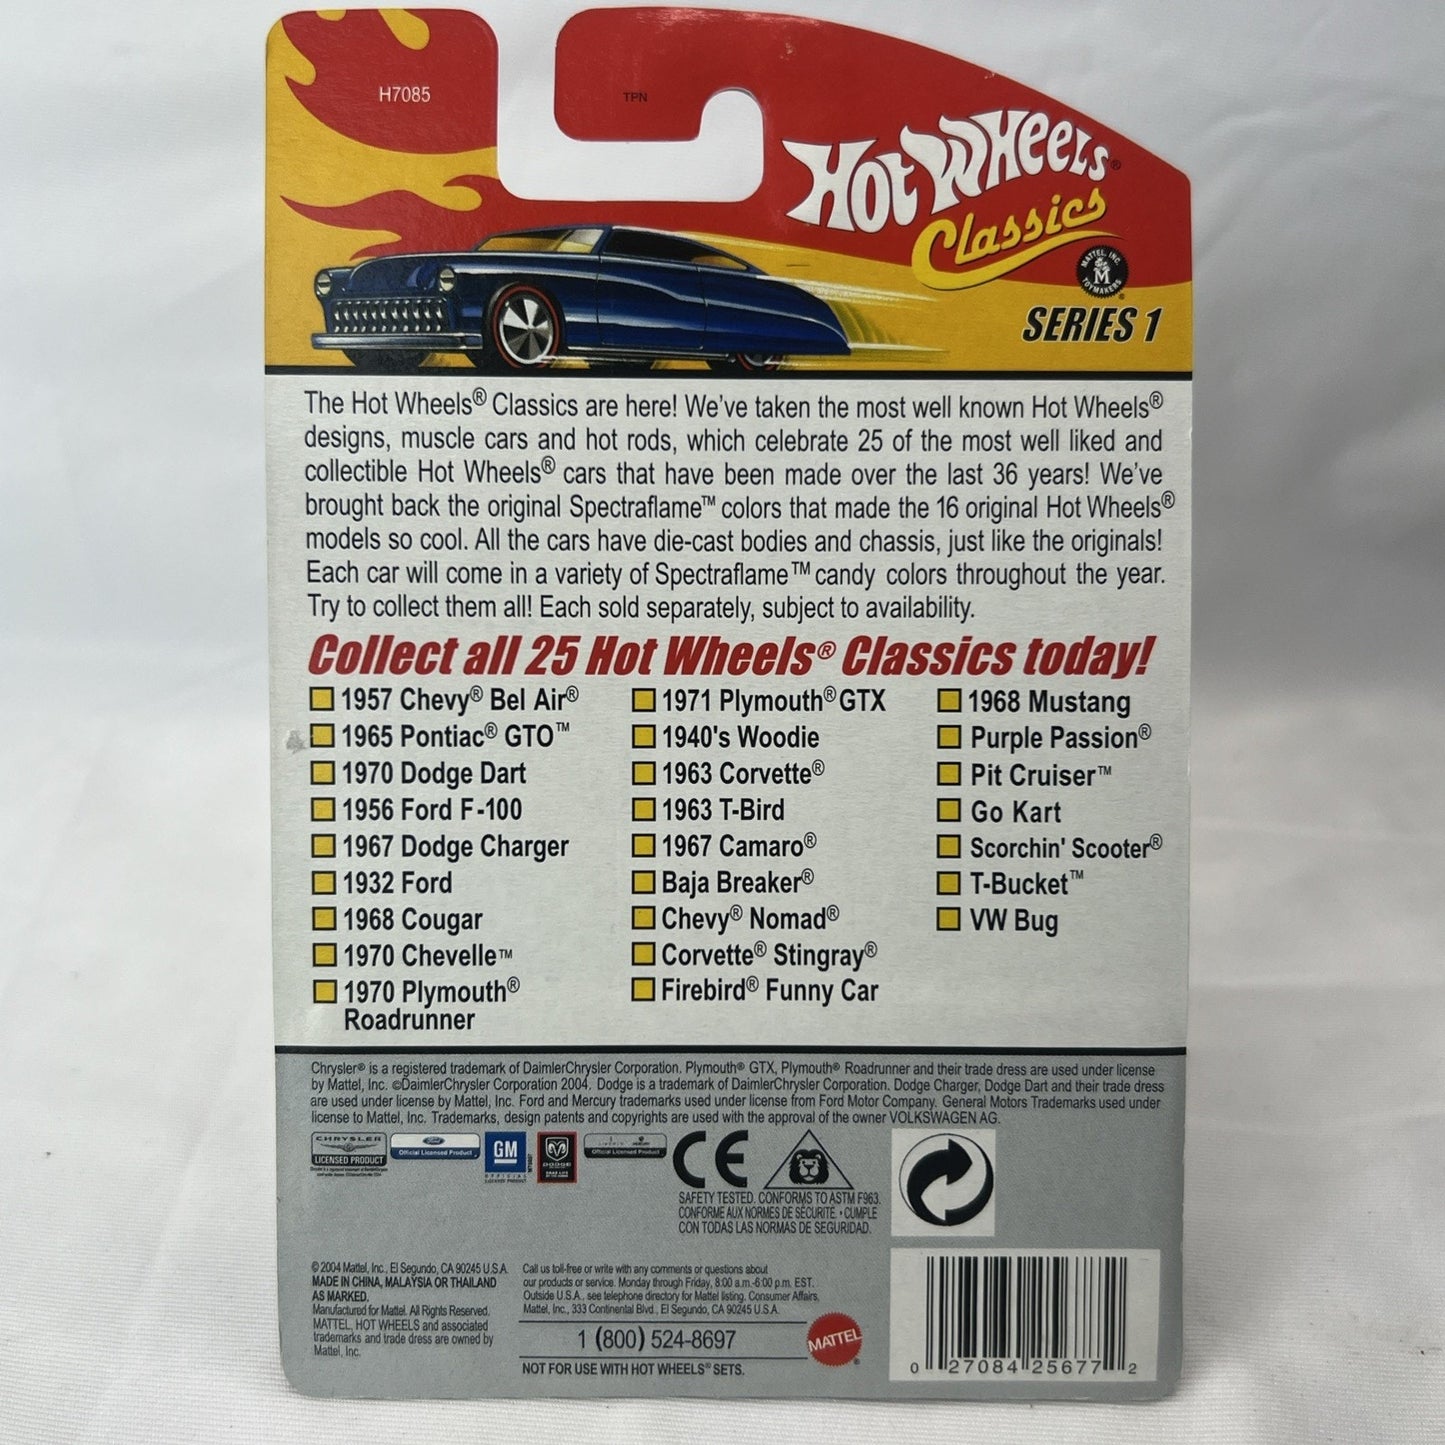 H7085
TPN
Hot Wheels®
Classics
MATTEL, INC.
M
TOYMAKERS
®
SERIES 1
The Hot Wheels® Classics are here! We've taken the most well known Hot Wheels®
designs, muscle cars and hot rods, which celebrate 25 of the most well liked and
collectible Hot Wheels® cars that have been made over the last 36 years! We've
brought back the original Spectraflame™ colors that made the 16 original Hot Wheels®
models so cool. All the cars have die-cast bodies and chassis, just like the originals!
Each car will come in a variety of Spectraflame™ candy colors throughout the year.
Try to collect them all! Each sold separately, subject to availability.
Collect all 25 Hot Wheels® Classics today!
1957 Chevy® Bel Air®
1965 Pontiac® GTO™
1970 Dodge Dart
1956 Ford F-100
1967 Dodge Charger
1932 Ford
1968 Cougar
1970 Chevelle™
1970 Plymouth®
Roadrunner
1971 Plymouth® GTX
1940's Woodie
1963 Corvette®
1963 T-Bird
1967 Camaro®
Baja Breaker®
Chevy® Nomad®
Corvette® Stingray®
Firebird® Funny Car
1968 Mustang
Purple Passion®
Pit Cruiser™
Go Kart
Scorchin' Scooter®
T-Bucket™
VW Bug
Chrysler® is a registered trademark of DaimlerChrysler Corporation. Plymouth® GTX, Plymouth® Roadrunner and their trade dress are used under license
by Mattel, Inc. ©DaimlerChrysler Corporation 2004. Dodge is a trademark of DaimlerChrysler Corporation. Dodge Charger, Dodge Dart and their trade dress
are used under license by Mattel, Inc. Ford and Mercury trademarks used under license from Ford Motor Company. General Motors Trademarks used under
license to Mattel, Inc. Trademarks, design patents and copyrights are used with the approval of the owner VOLKSWAGEN AG.
CHRYSLER
LICENSED PRODUCT
Ford
Official Licensed Product
GM
OFFICIAL
LICENSED PRODUCT
DODGE
Official Licensed Product
CE
SAFETY TESTED. CONFORMS TO ASTM F963.
CONFORME AUX NORMES DE SÉCURITÉ. • CUMPLE
CON TODAS LAS NORMAS DE SEGURIDAD.
© 2004 Mattel, Inc., El Segundo, CA 90245 U.S.A.
MADE IN CHINA, MALAYSIA OR THAILAND
AS MARKED.
Manufactured for Mattel. All Rights Reserved.
MATTEL, HOT WHEELS and associated
trademarks and trade dress are owned by
Mattel, Inc.
Call us toll-free or write with any comments or questions about
our products or service. Monday through Friday, 8:00 a.m.-6:00 p.m. EST.
Outside U.S.A., see telephone directory for Mattel listing. Consumer Affairs,
Mattel, Inc., 333 Continental Blvd., El Segundo, CA 90245 U.S.A.
1 (800) 524-8697
NOT FOR USE WITH HOT WHEELS® SETS.
MATTEL®
0 27084 25677 2